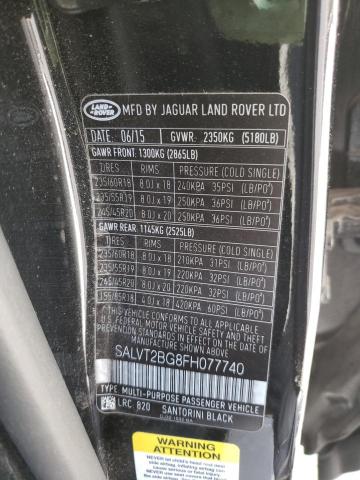 LAND ROVER
MFD BY JAGUAR LAND ROVER LTD
DATE: 06/15 GVWR: 2350KG (5180LB)
GAWR FRONT: 1300KG (2865LB)
TIRES RIMS PRESSURE (COLD SINGLE)
235/60R18 8.0J x 18 240KPA 35PSI (LB/PO²)
235/55R19 8.0J x 19 250KPA 36PSI (LB/PO²)
245/45R20 8.0J x 20 250KPA 36PSI (LB/PO²)
GAWR REAR: 1145KG (2525LB)
TIRES RIMS PRESSURE (COLD SINGLE)
235/60R18 8.0J x 18 210KPA 31PSI (LB/PO²)
235/55R19 8.0J x 19 220KPA 32PSI (LB/PO²)
245/45R20 8.0J x 20 220KPA 32PSI (LB/PO²)
155/85R18 4.0J x 18 420KPA 60PSI (LB/PO²)
THIS VEHICLE CONFORMS TO ALL APPLICABLE
FEDERAL MOTOR VEHICLE SAFETY BUMPER
AND THEFT PREVENTION STANDARDS IN EFFECT
ON THE DATE OF MANUFACTURE SHOWN ABOVE
SALVT2BG8FH077740
TYPE: MULTI-PURPOSE PASSENGER VEHICLE
LRC 820 SANTORINI BLACK
WARNING